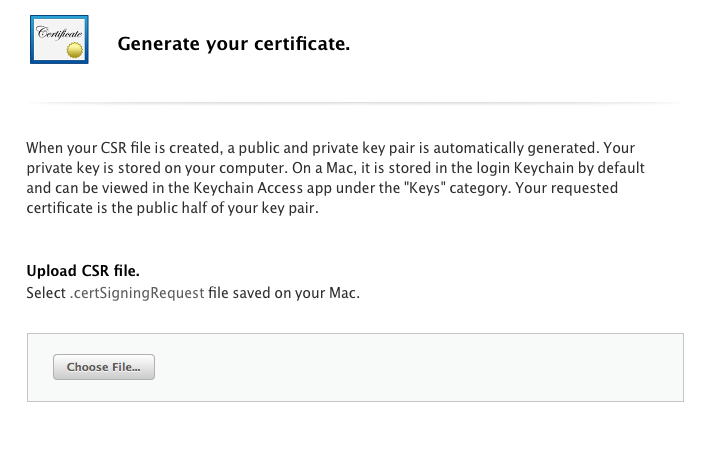 Certificate
Generate your certificate.
When your CSR file is created, a public and private key pair is automatically generated. Your
private key is stored on your computer. On a Mac, it is stored in the login Keychain by default
and can be viewed in the Keychain Access app under the "Keys" category. Your requested
certificate is the public half of your key pair.
Upload CSR file.
Select .certSigningRequest file saved on your Mac.
Choose File...